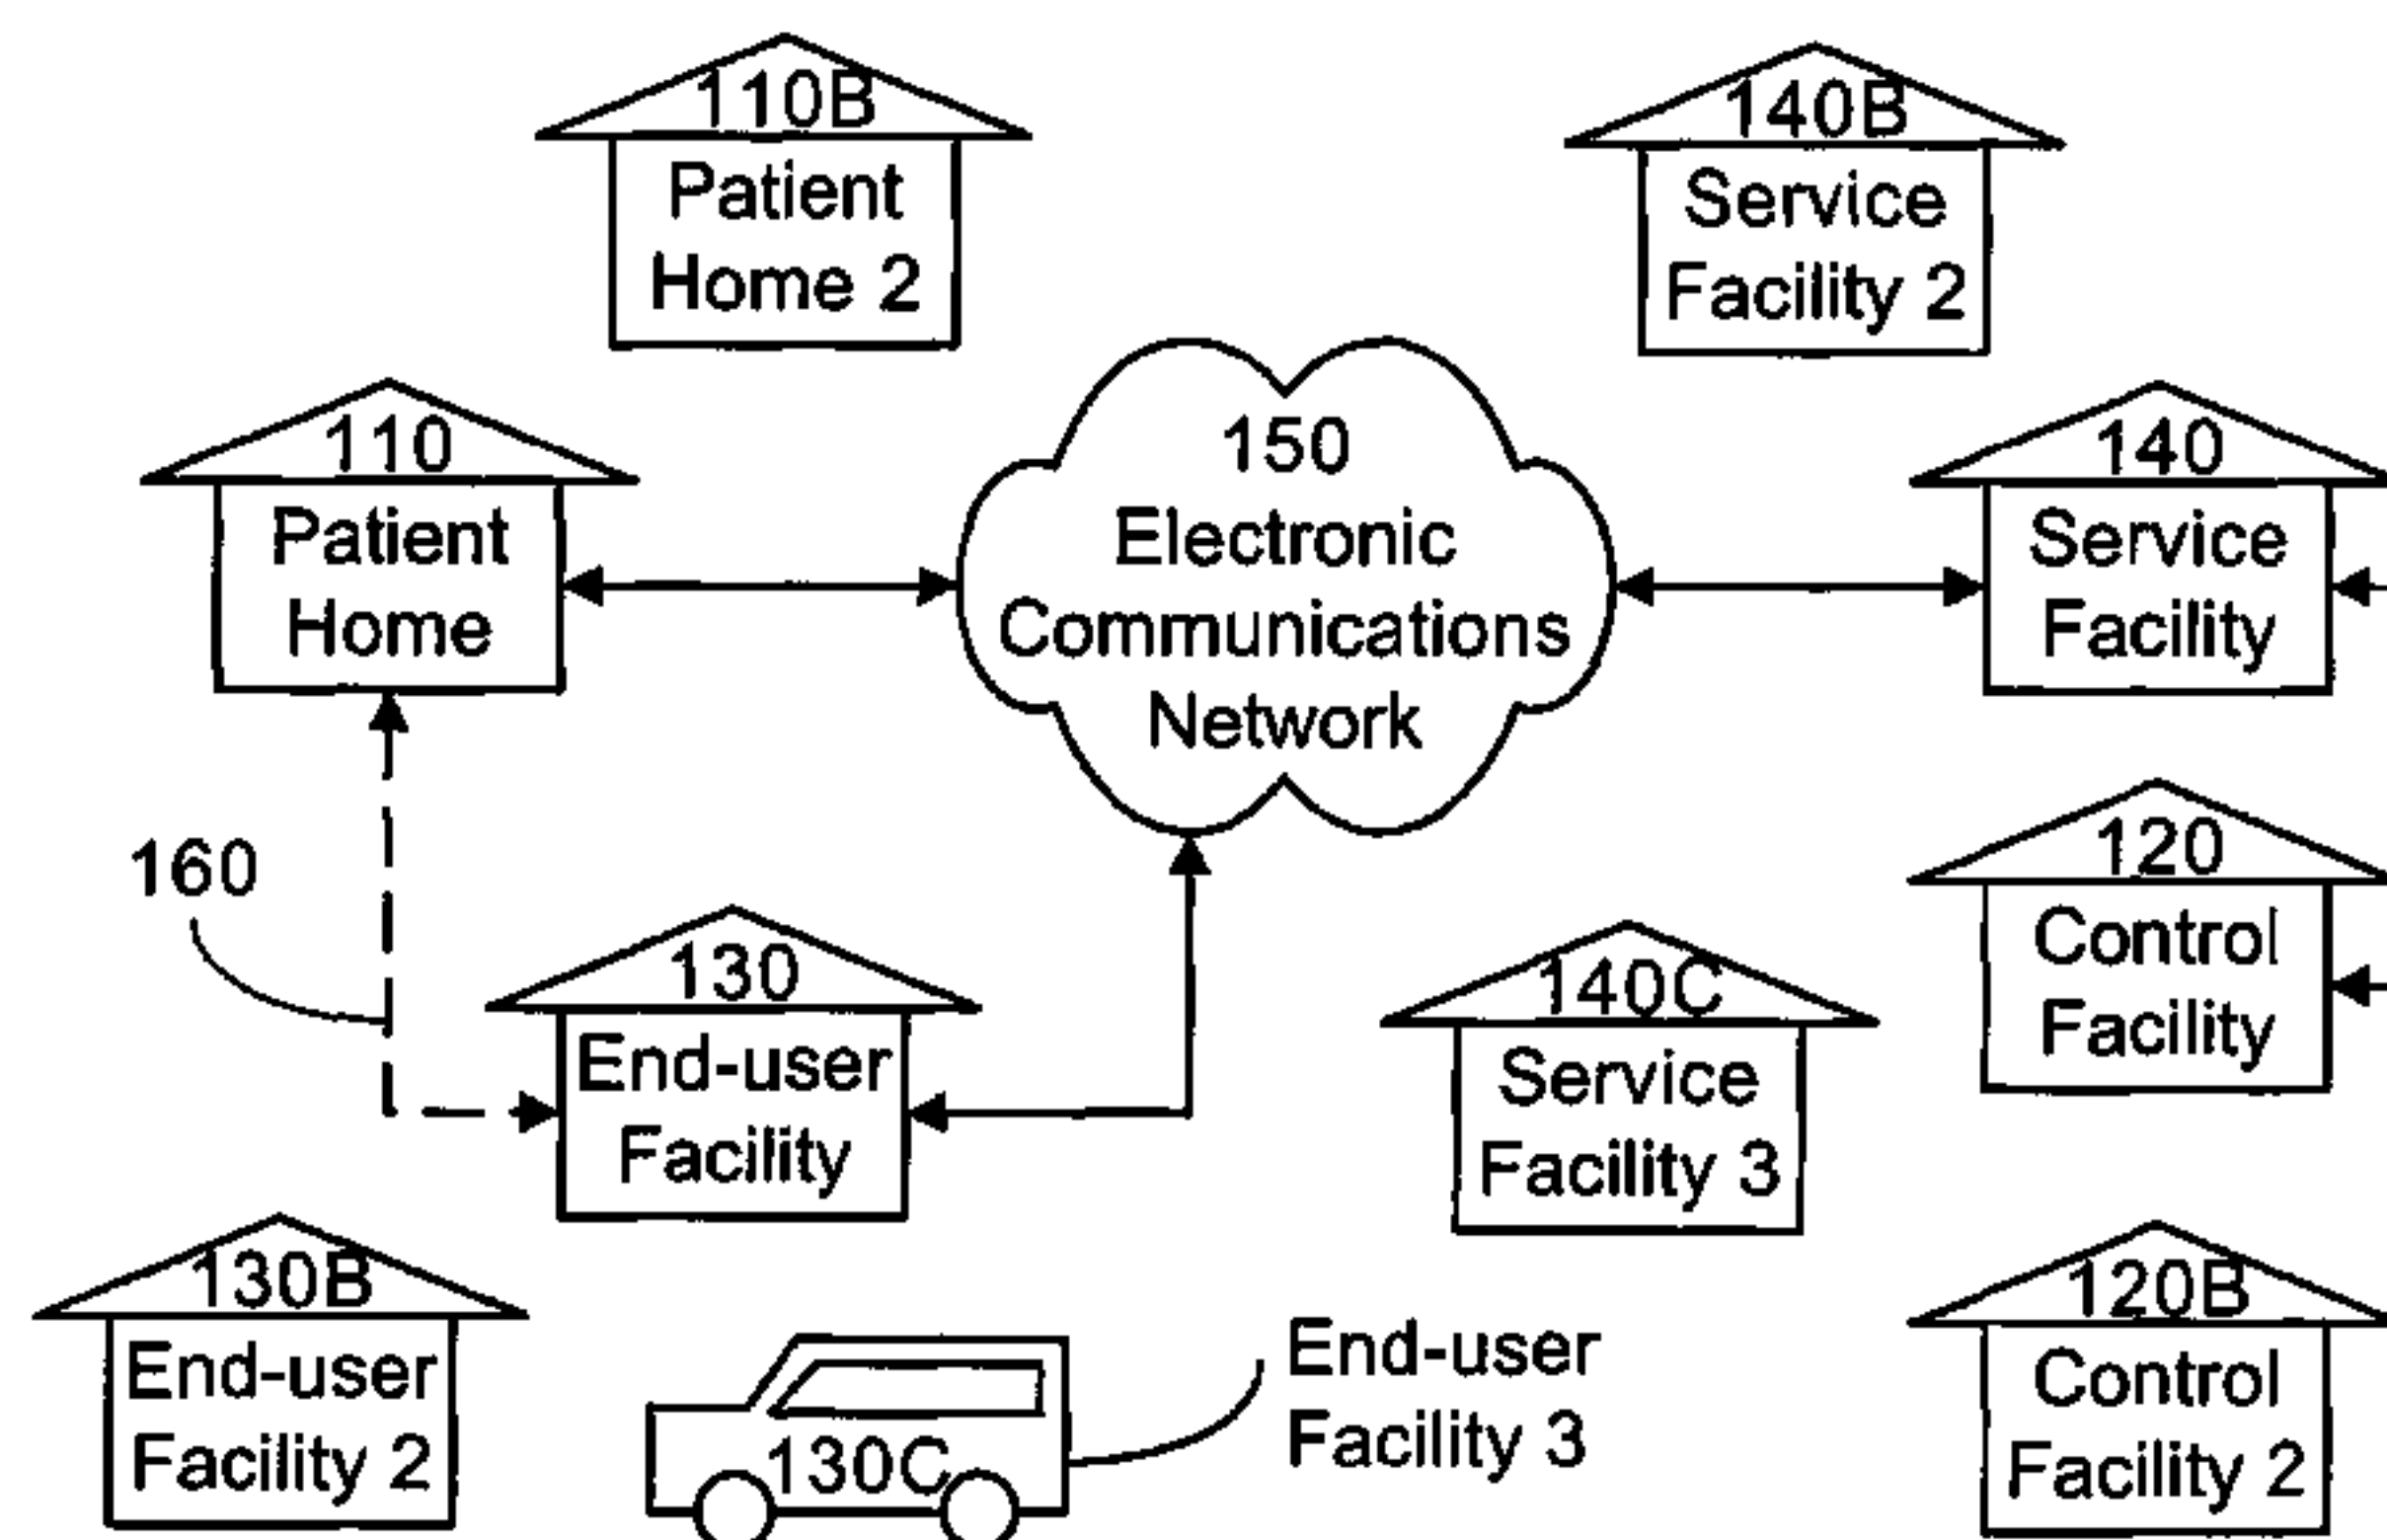 110B
Patient
Home 2
140B
Service
Facility 2
110
Patient
Home
150
Electronic
Communications
Network
140
Service
Facility
160
130
End-user
Facility
140C
Service
Facility 3
120
Control
Facility
130B
End-user
Facility 2
130C
End-user
Facility 3
120B
Control
Facility 2